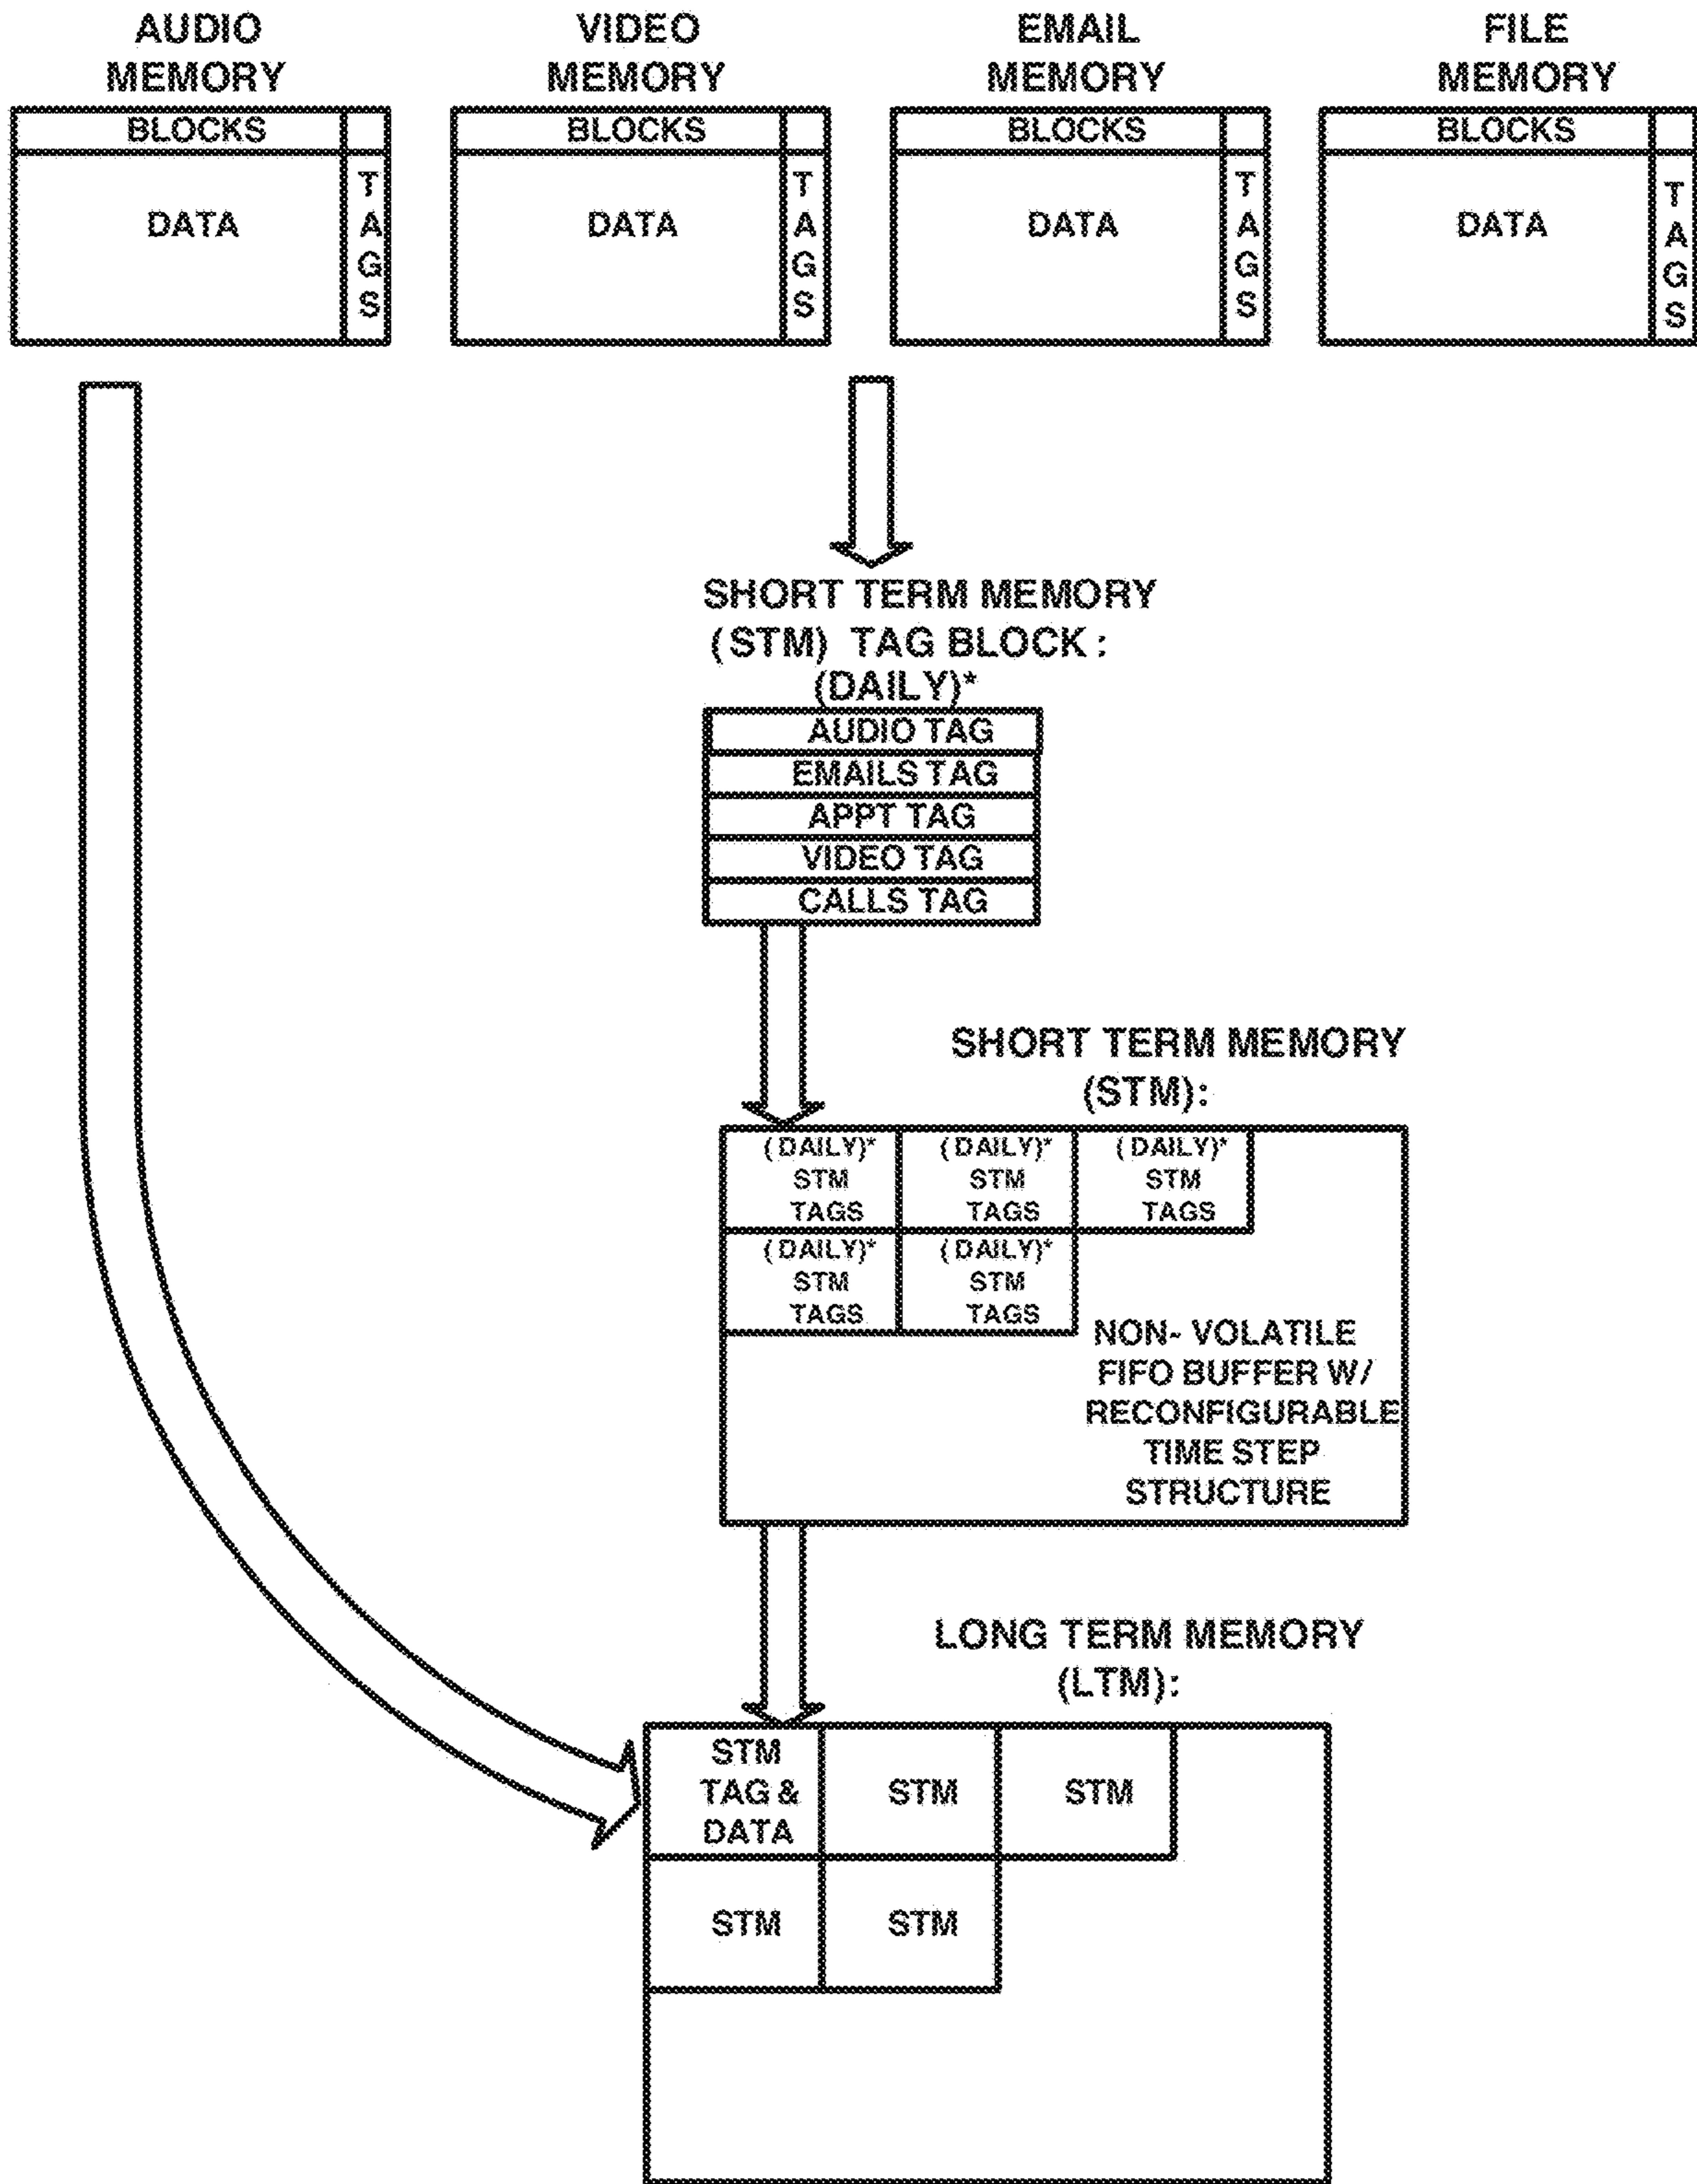 AUDIO
MEMORY
VIDEO
MEMORY
EMAIL
MEMORY
FILE
MEMORY
BLOCKS
DATA
TAGS
BLOCKS
DATA
TAGS
BLOCKS
DATA
TAGS
BLOCKS
DATA
TAGS
SHORT TERM MEMORY
(STM) TAG BLOCK :
(DAILY)*
AUDIO TAG
EMAILS TAG
APPT TAG
VIDEO TAG
CALLS TAG
SHORT TERM MEMORY
(STM):
(DAILY)*
STM
TAGS
(DAILY)*
STM
TAGS
(DAILY)*
STM
TAGS
(DAILY)*
STM
TAGS
(DAILY)*
STM
TAGS
NON- VOLATILE
FIFO BUFFER W/
RECONFIGURABLE
TIME STEP
STRUCTURE
LONG TERM MEMORY
(LTM):
STM
TAG &
DATA
STM
STM
STM
STM